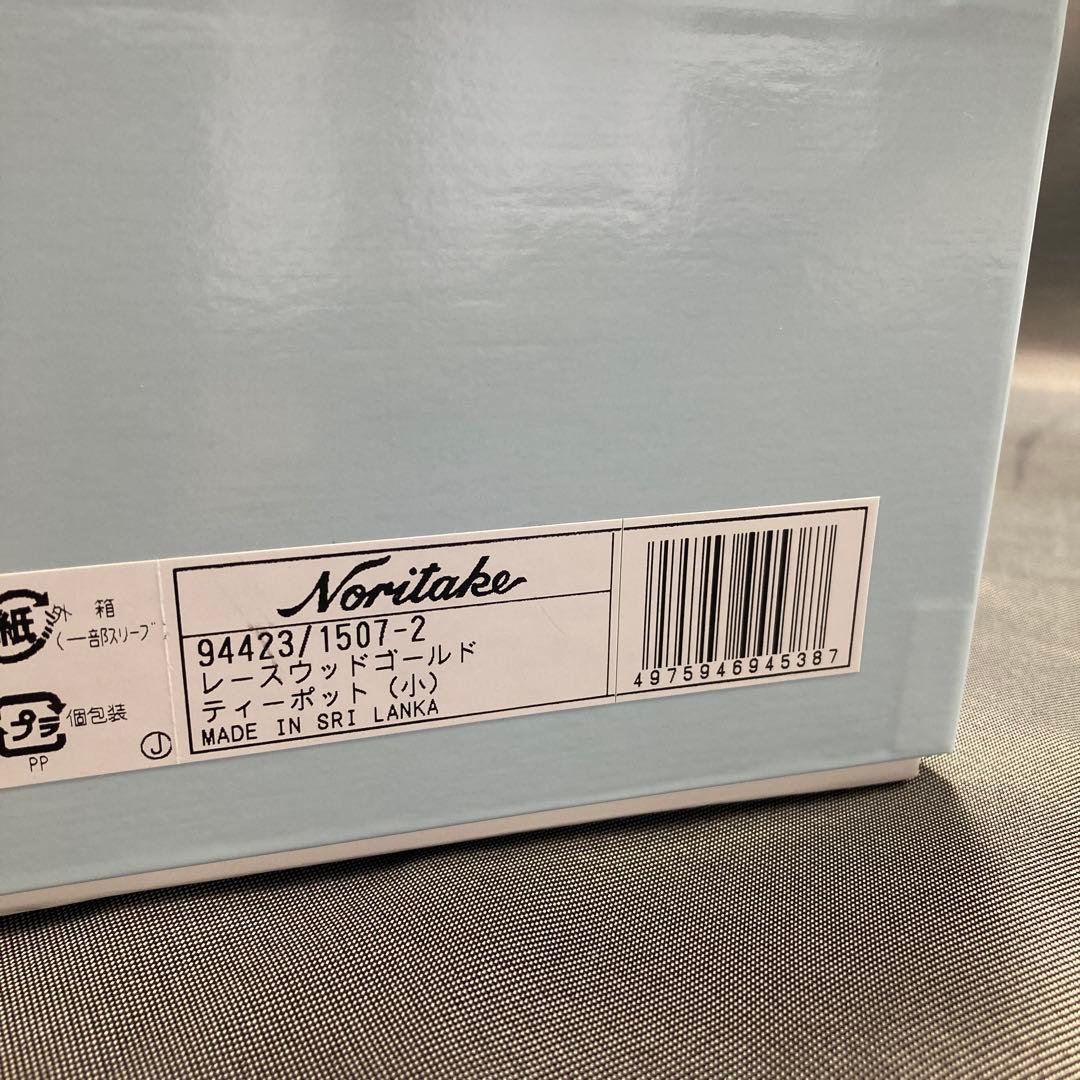 紙 外 箱
(一部スリーブ
プラ 個包装
PP
J
Noritake
94423/1507-2
レースウッドゴールド
ティーポット(小)
MADE IN SRI LANKA
4975946945387